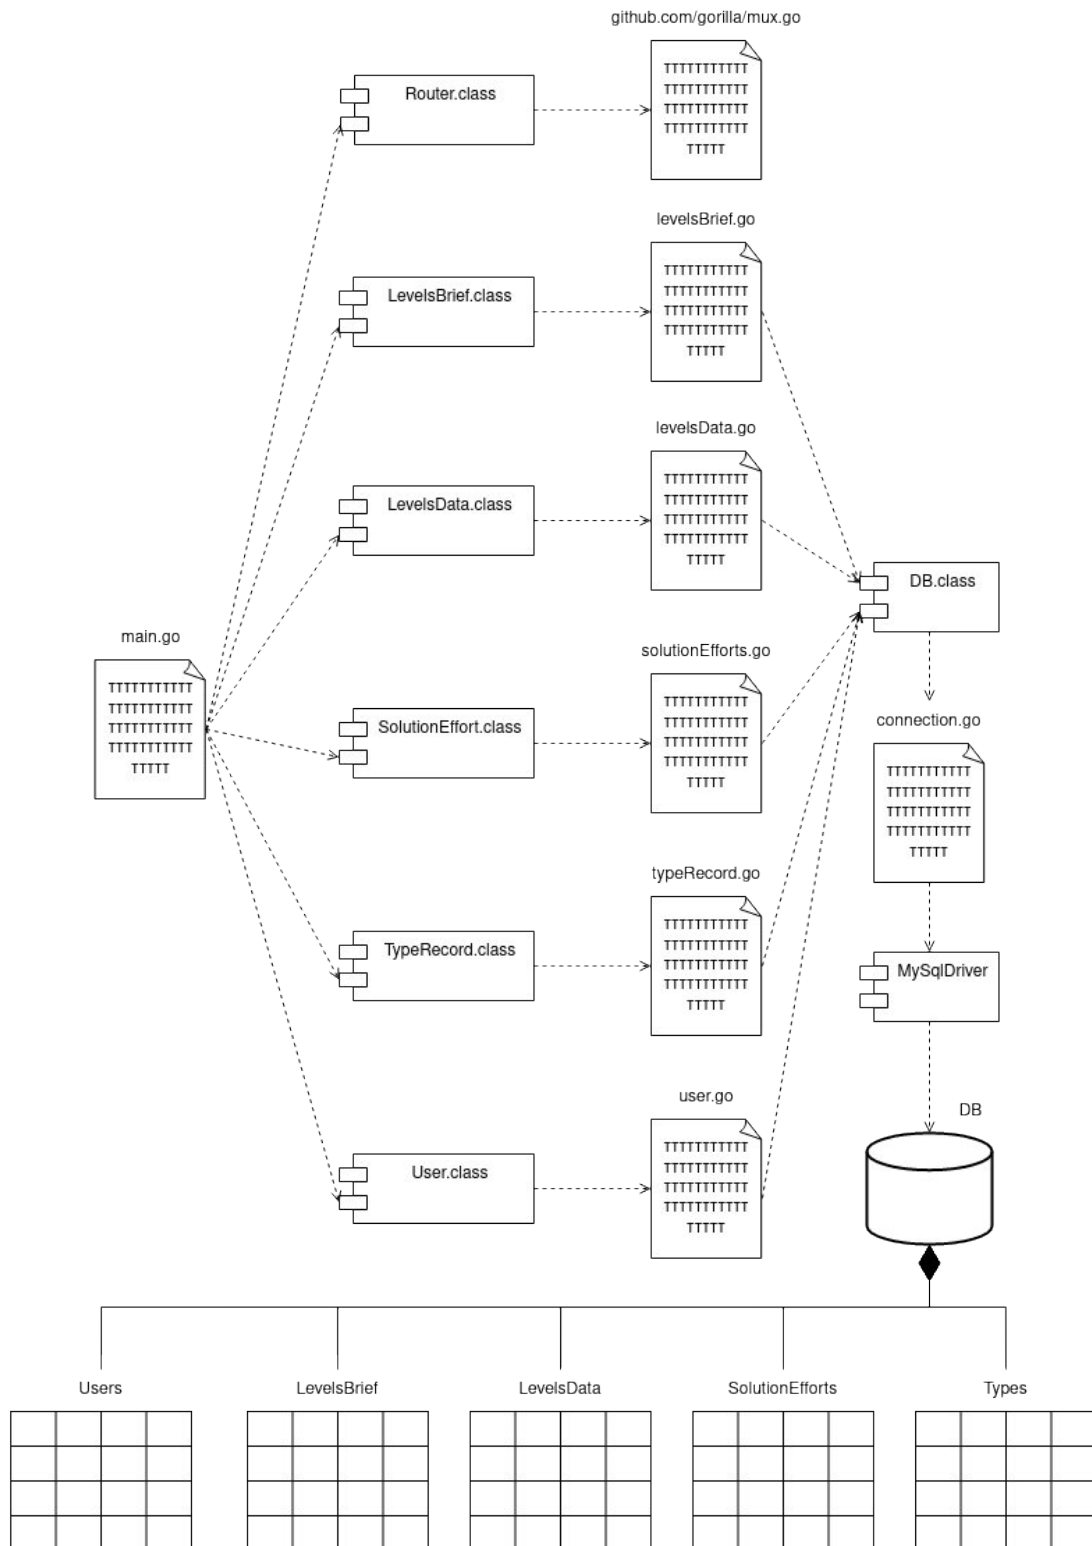 github.com/gorilla/mux.go
Router.class
TTTTTTTTTTT
TTTTTTTTTTT
TTTTTTTTTTT
TTTTTTTTTTT
TTTTT
levelsBrief.go
LevelsBrief.class
TTTTTTTTTTT
TTTTTTTTTTT
TTTTTTTTTTT
TTTTTTTTTTT
TTTTT
levelsData.go
LevelsData.class
TTTTTTTTTTT
TTTTTTTTTTT
TTTTTTTTTTT
TTTTTTTTTTT
TTTTT
DB.class
main.go
TTTTTTTTTTT
TTTTTTTTTTT
TTTTTTTTTTT
TTTTTTTTTTT
TTTTT
solutionEfforts.go
SolutionEffort.class
TTTTTTTTTTT
TTTTTTTTTTT
TTTTTTTTTTT
TTTTTTTTTTT
TTTTT
connection.go
TTTTTTTTTTT
TTTTTTTTTTT
TTTTTTTTTTT
TTTTTTTTTTT
TTTTT
typeRecord.go
TypeRecord.class
TTTTTTTTTTT
TTTTTTTTTTT
TTTTTTTTTTT
TTTTTTTTTTT
TTTTT
MySqlDriver
user.go
User.class
TTTTTTTTTTT
TTTTTTTTTTT
TTTTTTTTTTT
TTTTTTTTTTT
TTTTT
DB
Users
LevelsBrief
LevelsData
SolutionEfforts
Types